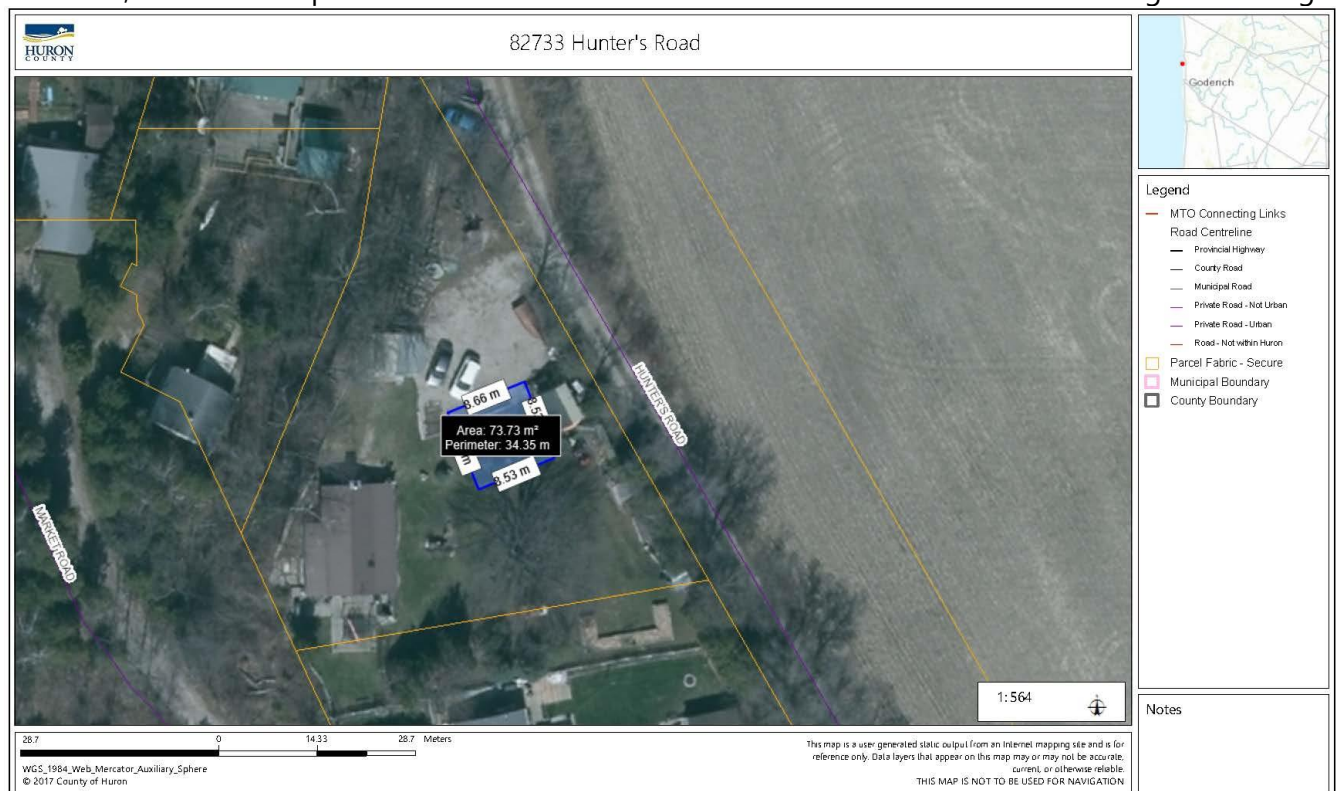 HURON
COUNTY
82733 Hunter's Road
Goderich
Legend
MTO Connecting Links
Road Centreline
Provincial Highway
County Road
Municipal Road
Private Road - Not Urban
Private Road - Urban
Road - Not within Huron
Parcel Fabric - Secure
Municipal Boundary
County Boundary
8.66 m
Area: 73.73 m²
Perimeter: 34.35 m
8.53 m
HUNTER'S ROAD
MARKET ROAD
1: 564
Notes
28.7 0 14.33 28.7 Meters
WGS_1984_Web_Mercator_Auxiliary_Sphere
© 2017 County of Huron
This map is a user generated static output from an Internet mapping site and is for
reference only. Data layers that appear on this map may or may not be accurate,
current, or otherwise reliable.
THIS MAP IS NOT TO BE USED FOR NAVIGATION